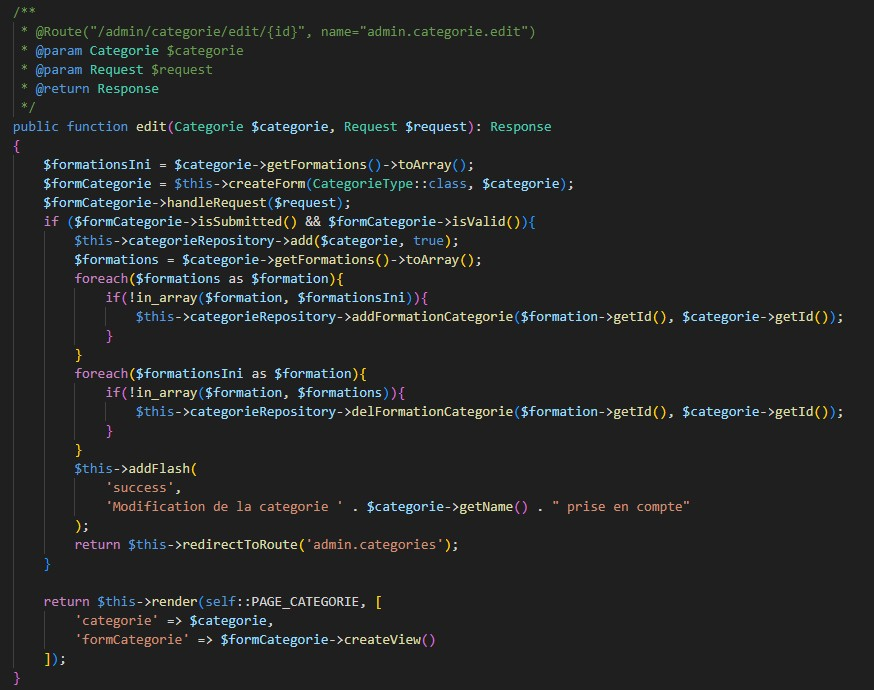 /**
 * @Route("/admin/categorie/edit/{id}", name="admin.categorie.edit")
 * @param Categorie $categorie
 * @param Request $request
 * @return Response
 */
public function edit(Categorie $categorie, Request $request): Response
{
    $formationsIni = $categorie->getFormations()->toArray();
    $formCategorie = $this->createForm(CategorieType::class, $categorie);
    $formCategorie->handleRequest($request);
    if ($formCategorie->isSubmitted() && $formCategorie->isValid()){
        $this->categorieRepository->add($categorie, true);
        $formations = $categorie->getFormations()->toArray();
        foreach($formations as $formation){
            if(!in_array($formation, $formationsIni)){
                $this->categorieRepository->addFormationCategorie($formation->getId(), $categorie->getId());
            }
        }
        foreach($formationsIni as $formation){
            if(!in_array($formation, $formations)){
                $this->categorieRepository->delFormationCategorie($formation->getId(), $categorie->getId());
            }
        }
        $this->addFlash(
            'success',
            'Modification de la categorie ' . $categorie->getName() . " prise en compte"
        );
        return $this->redirectToRoute('admin.categories');
    }

    return $this->render(self::PAGE_CATEGORIE, [
        'categorie' => $categorie,
        'formCategorie' => $formCategorie->createView()
    ]);
}